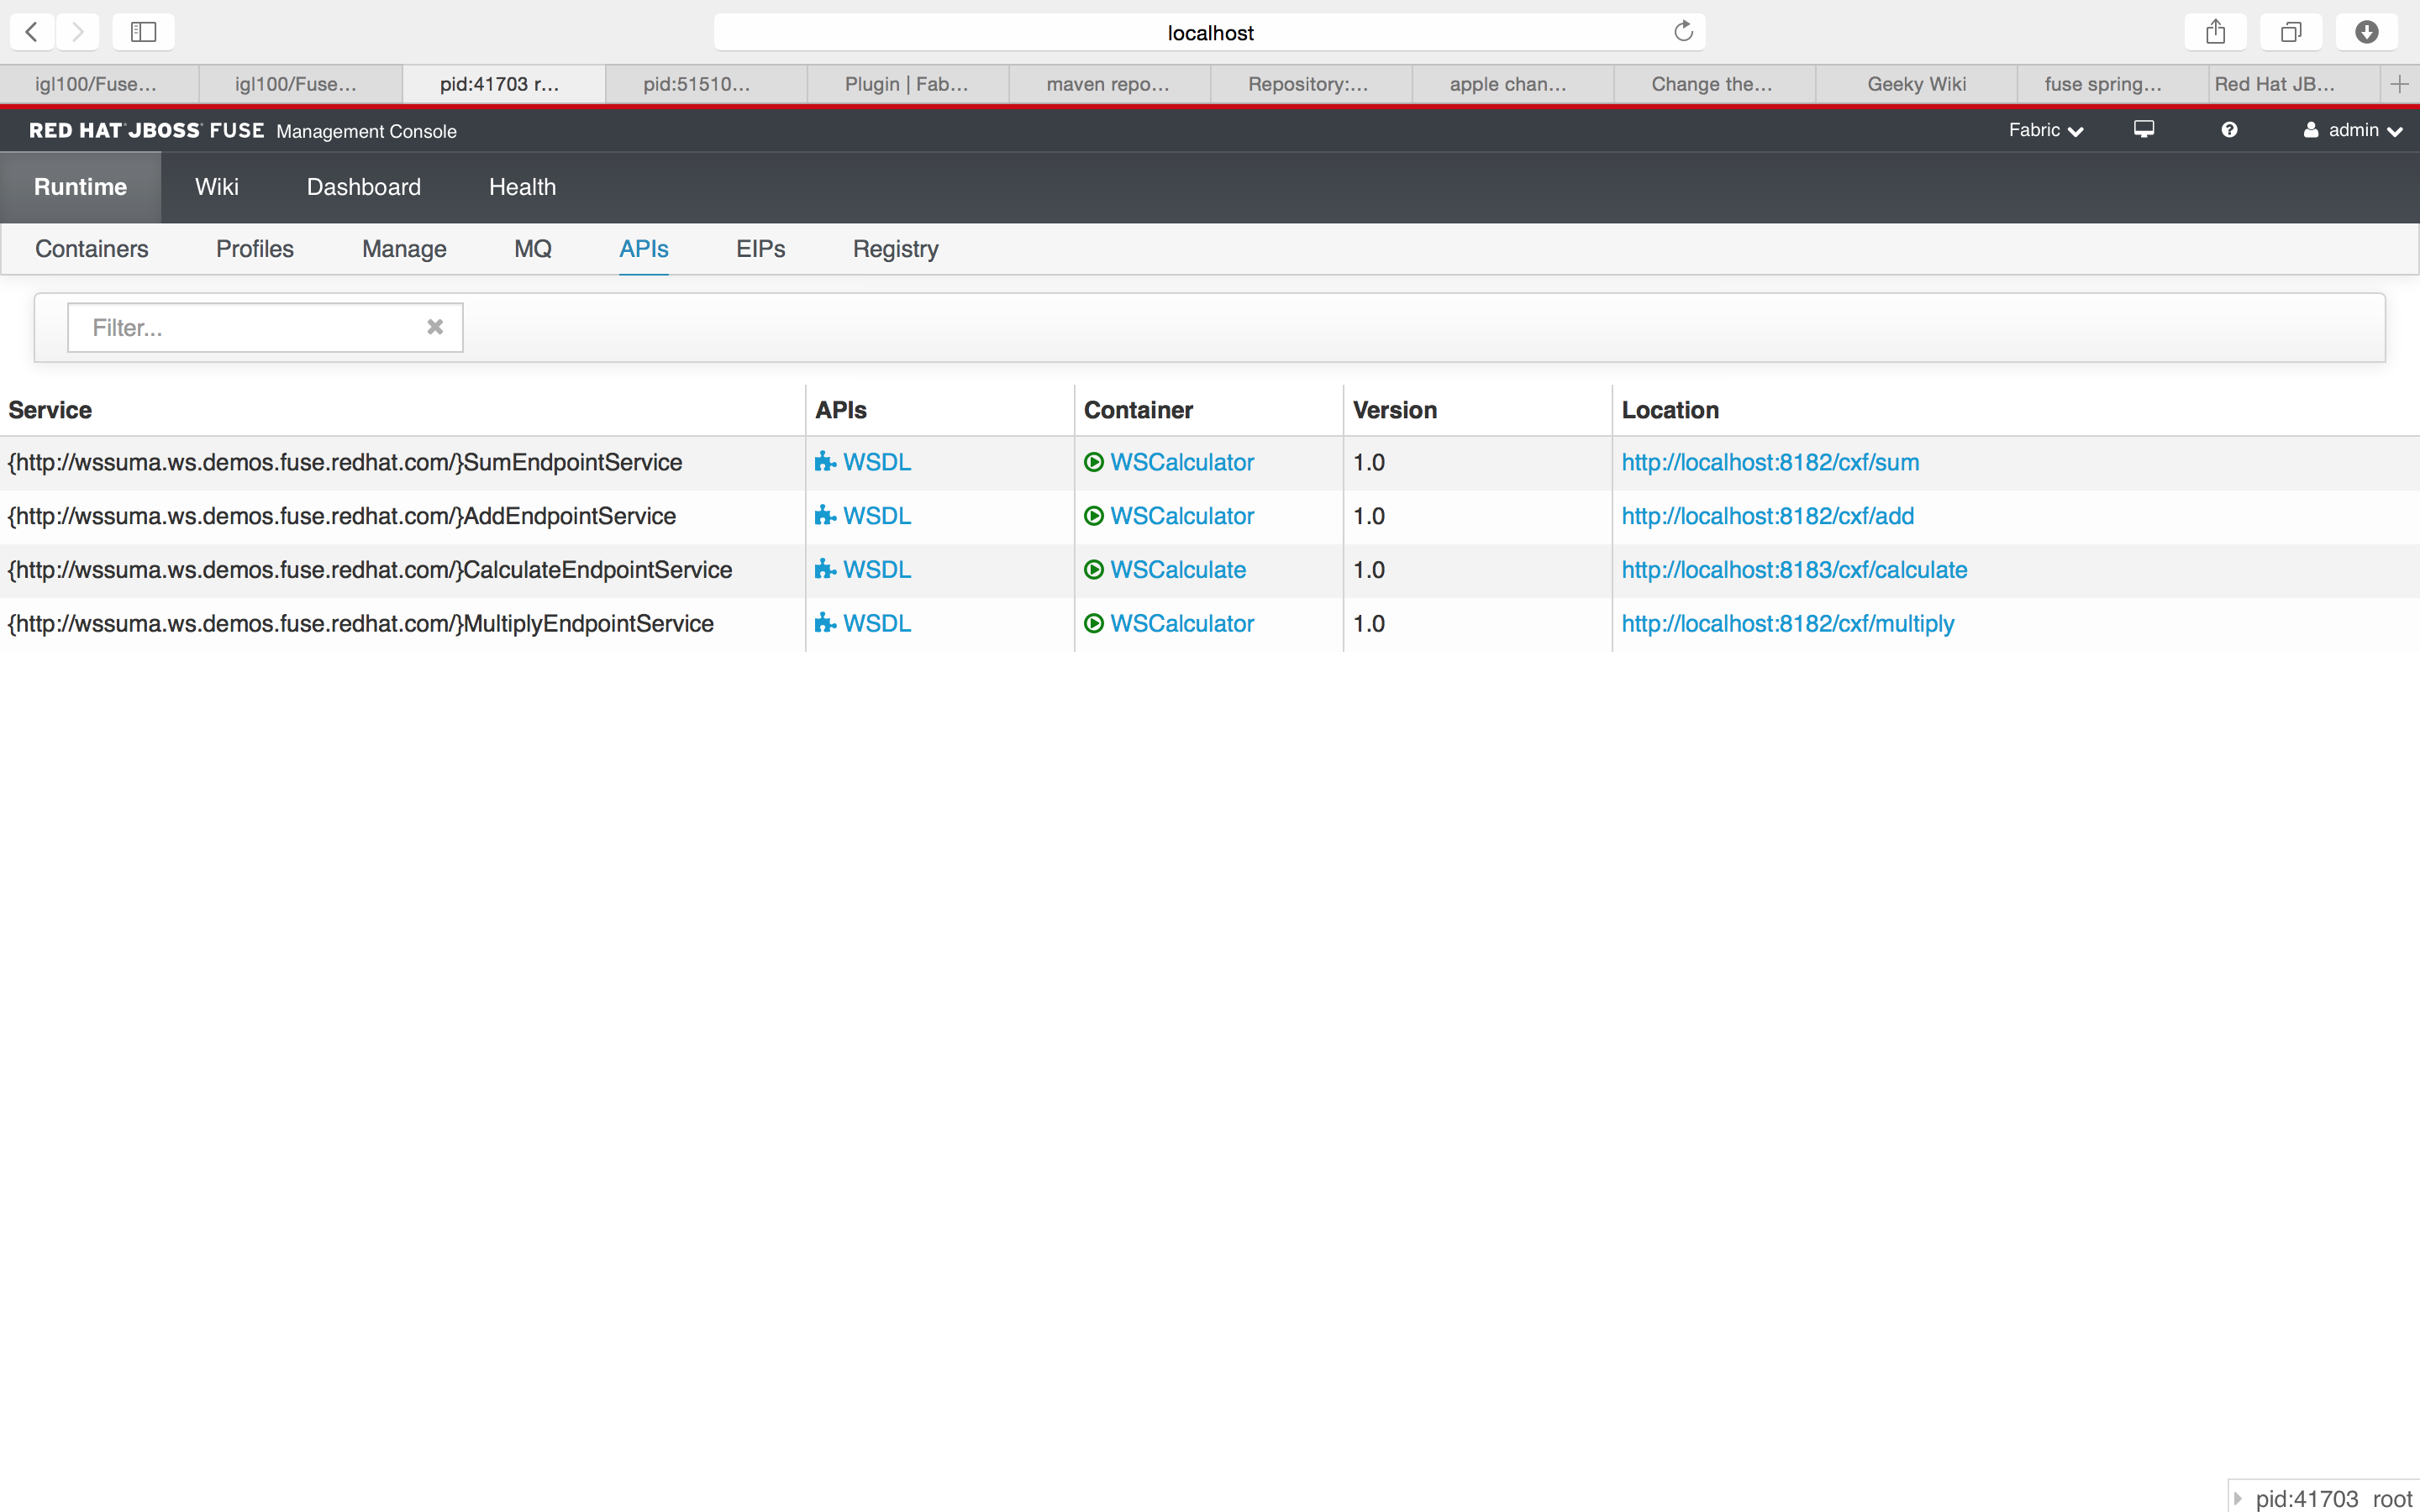 localhost
igl100/Fuse... igl100/Fuse... pid:41703 r... pid:51510... Plugin | Fab... maven repo... Repository:... apple chan... Change the... Geeky Wiki fuse spring... Red Hat JB...
RED HAT JBOSS FUSE Management Console Fabric admin
Runtime Wiki Dashboard Health
Containers Profiles Manage MQ APIs EIPs Registry
Filter...
Service APIs Container Version Location
{http://wssuma.ws.demos.fuse.redhat.com/}SumEndpointService WSDL WSCalculator 1.0 http://localhost:8182/cxf/sum
{http://wssuma.ws.demos.fuse.redhat.com/}AddEndpointService WSDL WSCalculator 1.0 http://localhost:8182/cxf/add
{http://wssuma.ws.demos.fuse.redhat.com/}CalculateEndpointService WSDL WSCalculate 1.0 http://localhost:8183/cxf/calculate
{http://wssuma.ws.demos.fuse.redhat.com/}MultiplyEndpointService WSDL WSCalculator 1.0 http://localhost:8182/cxf/multiply
pid:41703 root